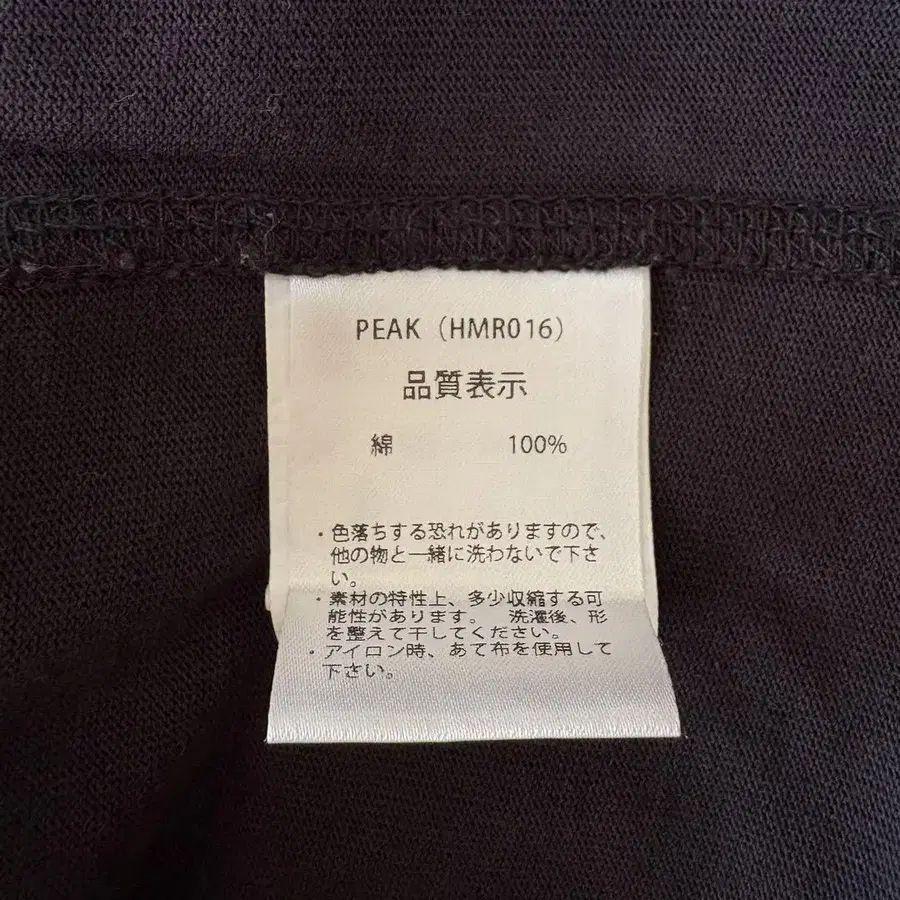 PEAK（HMR016）
品質表示
綿 100%
・色落ちする恐れがありますので、
他の物と一緒に洗わないで下さ
い。
・素材の特性上、多少収縮する可
能性があります。 洗濯後、形
を整えて干してください。
・アイロン時、あて布を使用して
下さい。